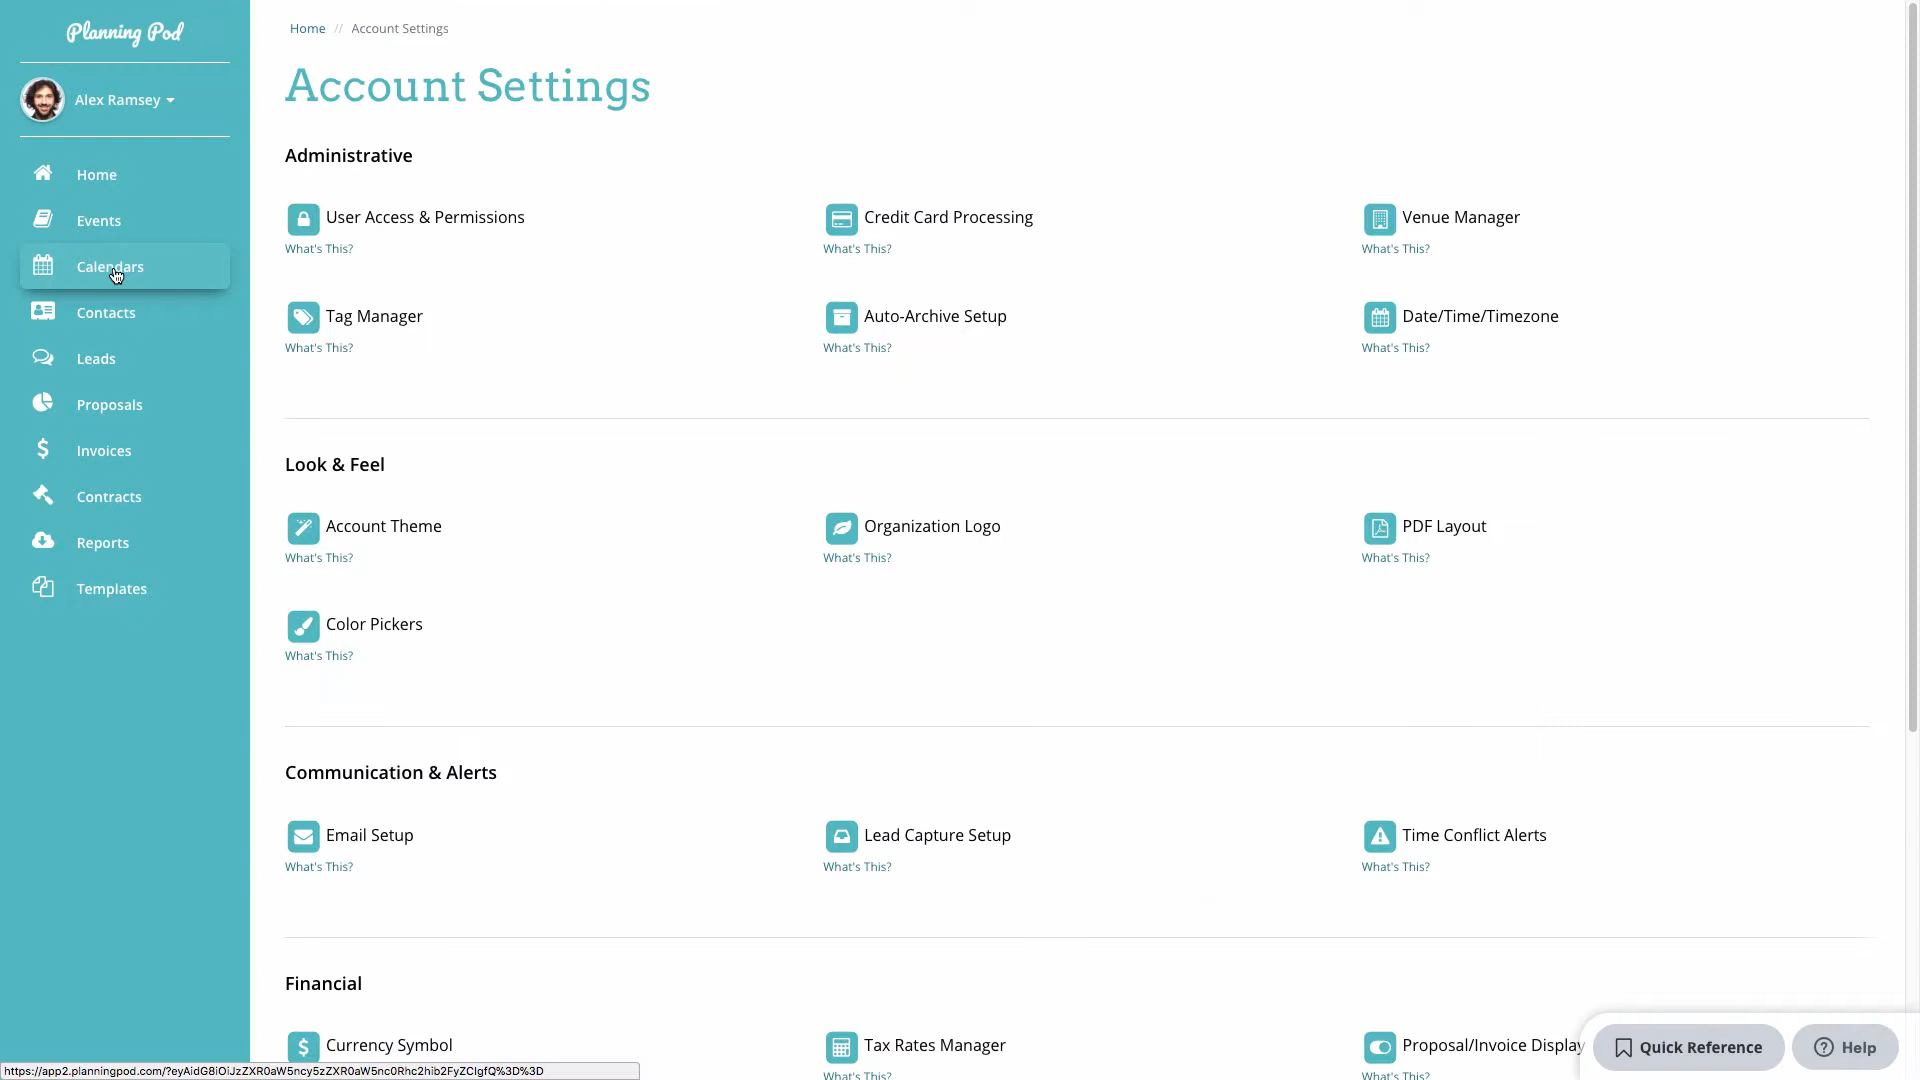 Planning Pod
Alex Ramsey
Home
Events
Calendars
Contacts
Leads
Proposals
Invoices
Contracts
Reports
Templates
Home // Account Settings
Account Settings
Administrative
User Access & Permissions
What's This?
Credit Card Processing
What's This?
Venue Manager
What's This?
Tag Manager
What's This?
Auto-Archive Setup
What's This?
Date/Time/Timezone
What's This?
Look & Feel
Account Theme
What's This?
Organization Logo
What's This?
PDF Layout
What's This?
Color Pickers
What's This?
Communication & Alerts
Email Setup
What's This?
Lead Capture Setup
What's This?
Time Conflict Alerts
What's This?
Financial
Currency Symbol
Tax Rates Manager
What's This?
Proposal/Invoice Display
What's This?
Quick Reference
Help